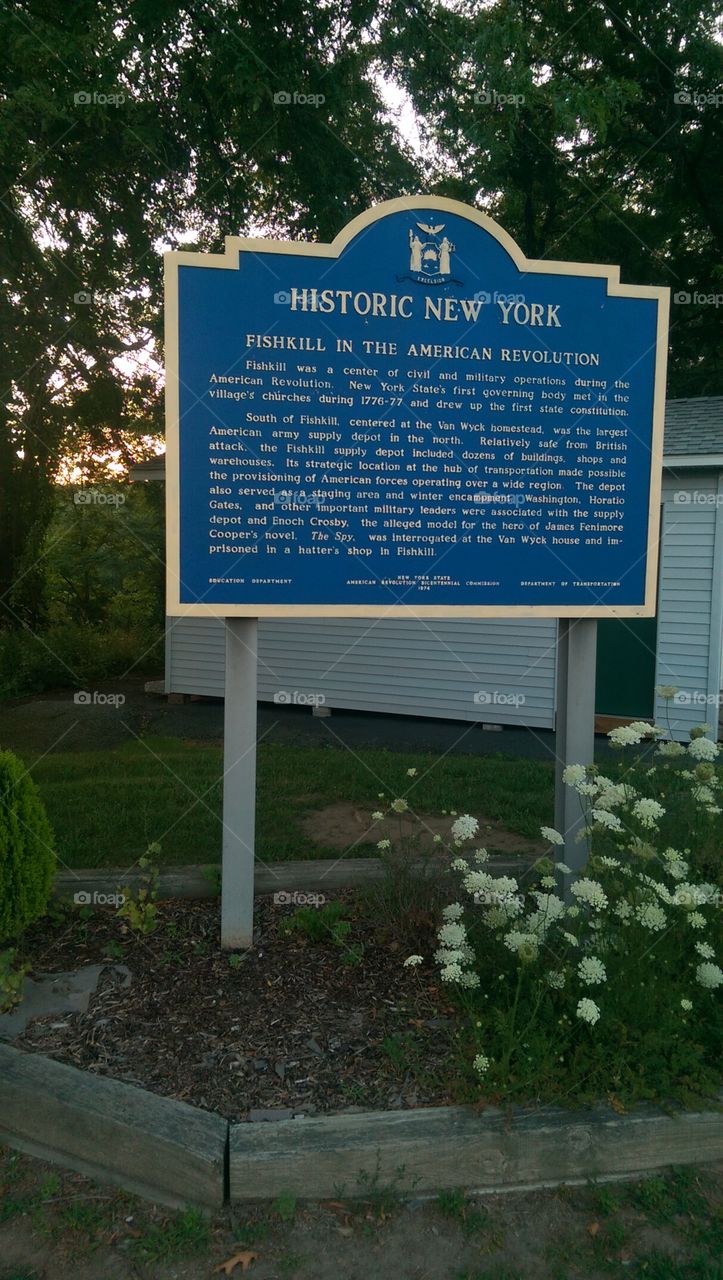 EXCELSIOR
HISTORIC NEW YORK
FISHKILL IN THE AMERICAN REVOLUTION
Fishkill was a center of civil and military operations during the
American Revolution. New York State's first governing body met in the
village's churches during 1776-77 and drew up the first state constitution.
South of Fishkill, centered at the Van Wyck homestead, was the largest
American army supply depot in the north. Relatively safe from British
attack, the Fishkill supply depot included dozens of buildings, shops and
warehouses. Its strategic location at the hub of transportation made possible
the provisioning of American forces operating over a wide region. The depot
also served as a staging area and winter encampment. Washington, Horatio
Gates, and other important military leaders were associated with the supply
depot and Enoch Crosby, the alleged model for the hero of James Fenimore
Cooper's novel, The Spy, was interrogated at the Van Wyck house and im-
prisoned in a hatter's shop in Fishkill.
EDUCATION DEPARTMENT
NEW YORK STATE
AMERICAN REVOLUTION BICENTENNIAL COMMISSION
1974
DEPARTMENT OF TRANSPORTATION
foap